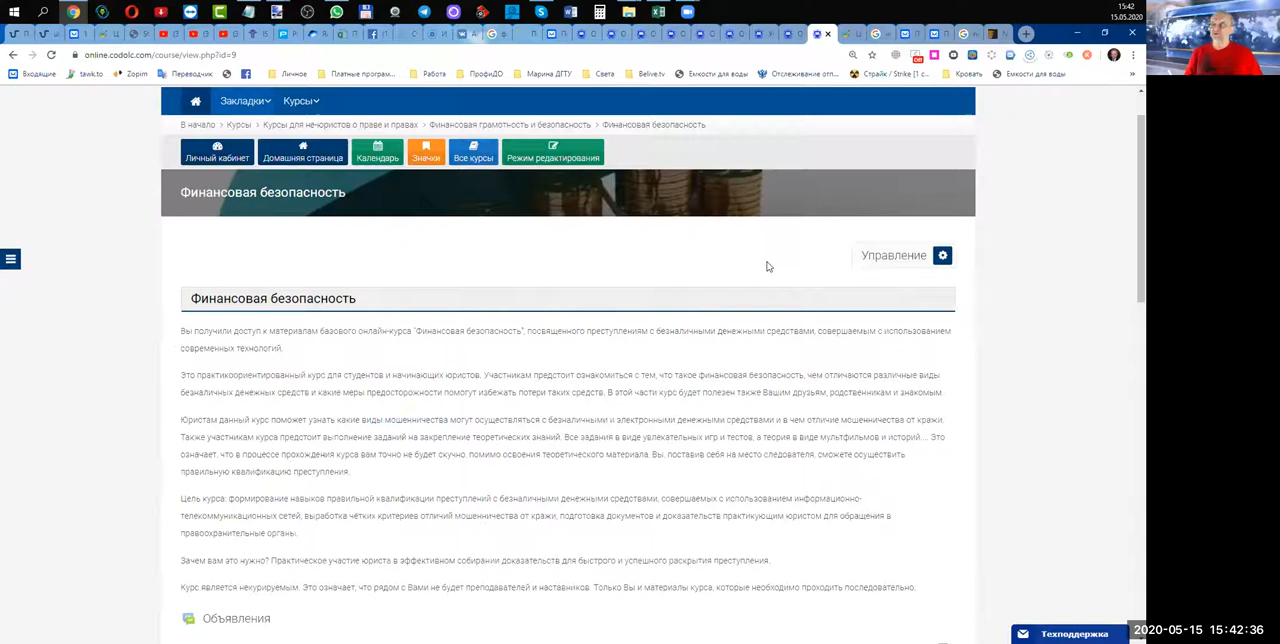 15:42
15.05.2020
online.codolc.com/course/view.php?id=9
Off
Входящие
tawk.to
Zopim
Переводчик
Личное
Платные програм...
Работа
ПрофиДО
Марина ДГТУ
Света
Belive.tv
Емкости для воды
Отслеживание отп...
Страйк / Strike [1 с...
Кровать
Емкости для воды
»
Закладки
Курсы
В начало > Курсы > Курсы для не-юристов о праве и правах > Финансовая грамотность и безопасность > Финансовая безопасность
Личный кабинет
Домашняя страница
Календарь
Значки
Все курсы
Режим редактирования
Финансовая безопасность
Управление
Финансовая безопасность
Вы получили доступ к материалам базового онлайн-курса "Финансовая безопасность", посвященного преступлениям с безналичными денежными средствами, совершаемым с использованием
современных технологий.
Это практикоориентированный курс для студентов и начинающих юристов. Участникам предстоит ознакомиться с тем, что такое финансовая безопасность, чем отличаются различные виды
безналичных денежных средств и какие меры предосторожности помогут избежать потери таких средств. В этой части курс будет полезен также Вашим друзьям, родственникам и знакомым.
Юристам данный курс поможет узнать какие виды мошенничества могут осуществляться с безналичными и электронными денежными средствами и в чем отличие мошенничества от кражи.
Также участникам курса предстоит выполнение заданий на закрепление теоретических знаний. Все задания в виде увлекательных игр и тестов, а теория в виде мультфильмов и историй.... Это
означает, что в процессе прохождения курса вам точно не будет скучно, помимо освоения теоретического материала. Вы, поставив себя на место следователя, сможете осуществить
правильную квалификацию преступления.
Цель курса: формирование навыков правильной квалификации преступлений с безналичными денежными средствами, совершаемых с использованием информационно-
телекоммуникационных сетей, выработка чётких критериев отличий мошенничества от кражи, подготовка документов и доказательств практикующим юристом для обращения в
правоохранительные органы.
Зачем вам это нужно? Практическое участие юриста в эффективном собирании доказательств для быстрого и успешного раскрытия преступления.
Курс является некурируемым. Это означает, что рядом с Вами не будет преподавателей и наставников. Только Вы и материалы курса, которые необходимо проходить последовательно.
Объявления
Техподдержка
2020-05-15 15:42:36